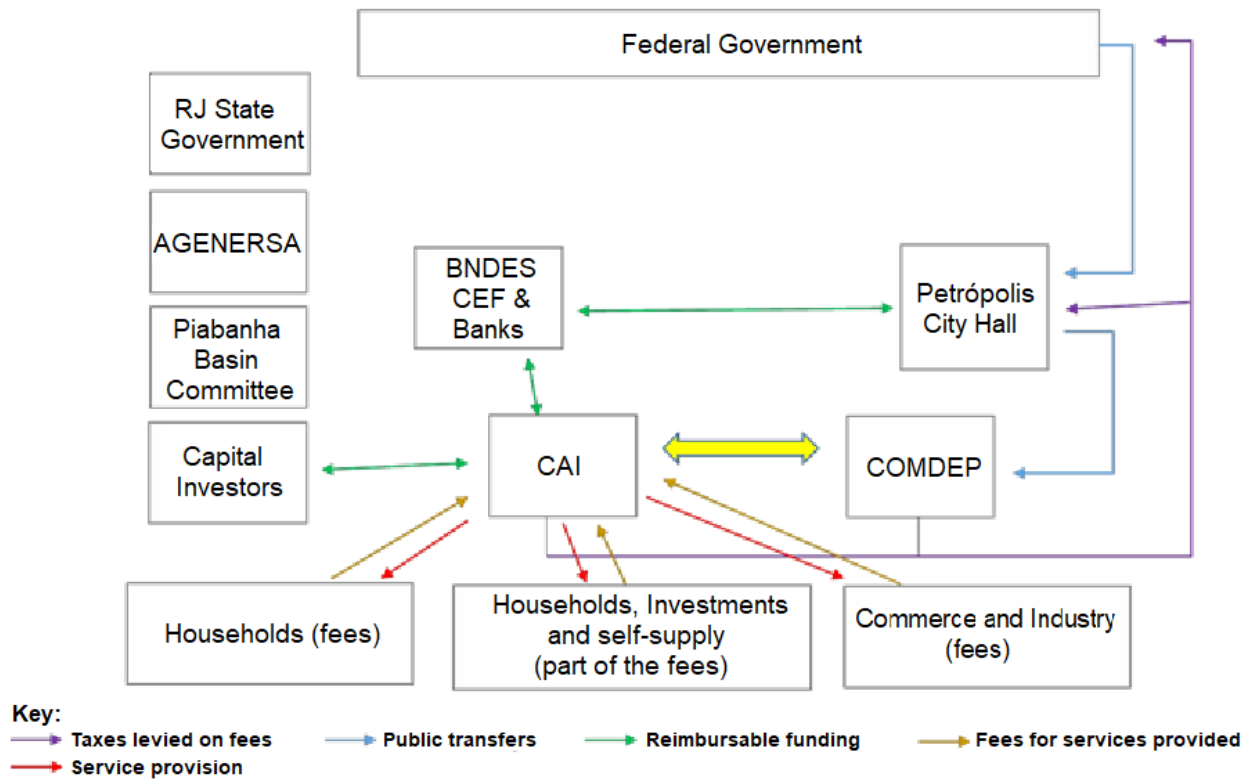 Federal Government
RJ State
Government
AGENERSA
BNDES
CEF &
Banks
Petrópolis
City Hall
Piabanha
Basin
Committee
Capital
Investors
CAI
COMDEP
Households (fees)
Households, Investments
and self-supply
(part of the fees)
Commerce and Industry
(fees)
Key:
Taxes levied on fees
Public transfers
Reimbursable funding
Fees for services provided
Service provision